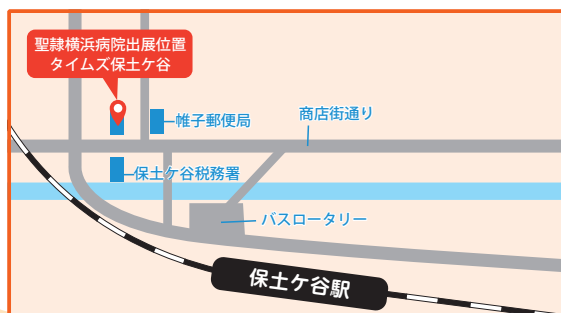 聖隷横浜病院出展位置
タイムズ保土ケ谷
帷子郵便局
商店街通り
保土ケ谷税務署
バスロータリー
保土ケ谷駅